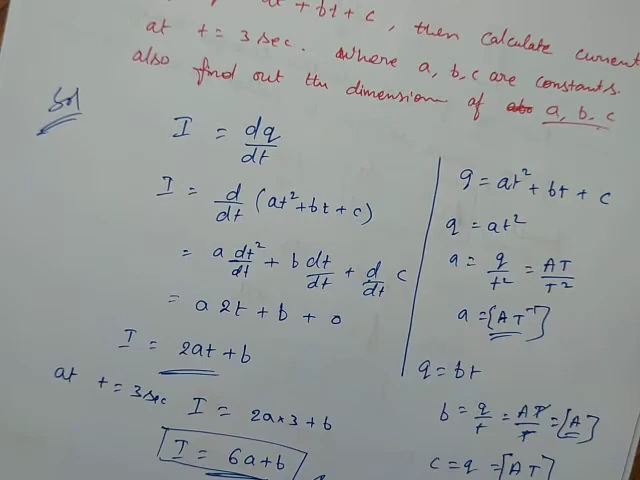 at² + bt + c, then calculate current
at t = 3 sec. where a, b, c are constants.
also find out the dimension of a, b, c
Sol
I = dq/dt
I = d/dt (at² + bt + c)
= a dt²/dt + b dt/dt + d/dt c
= a 2t + b + 0
I = 2at + b
at t = 3 sec I = 2a×3 + b
I = 6a + b
q = at² + bt + c
q = at²
a = q/t² = AT/T²
a = [AT⁻¹]
q = bt
b = q/t = AT/T = [A]
c = q = [AT]